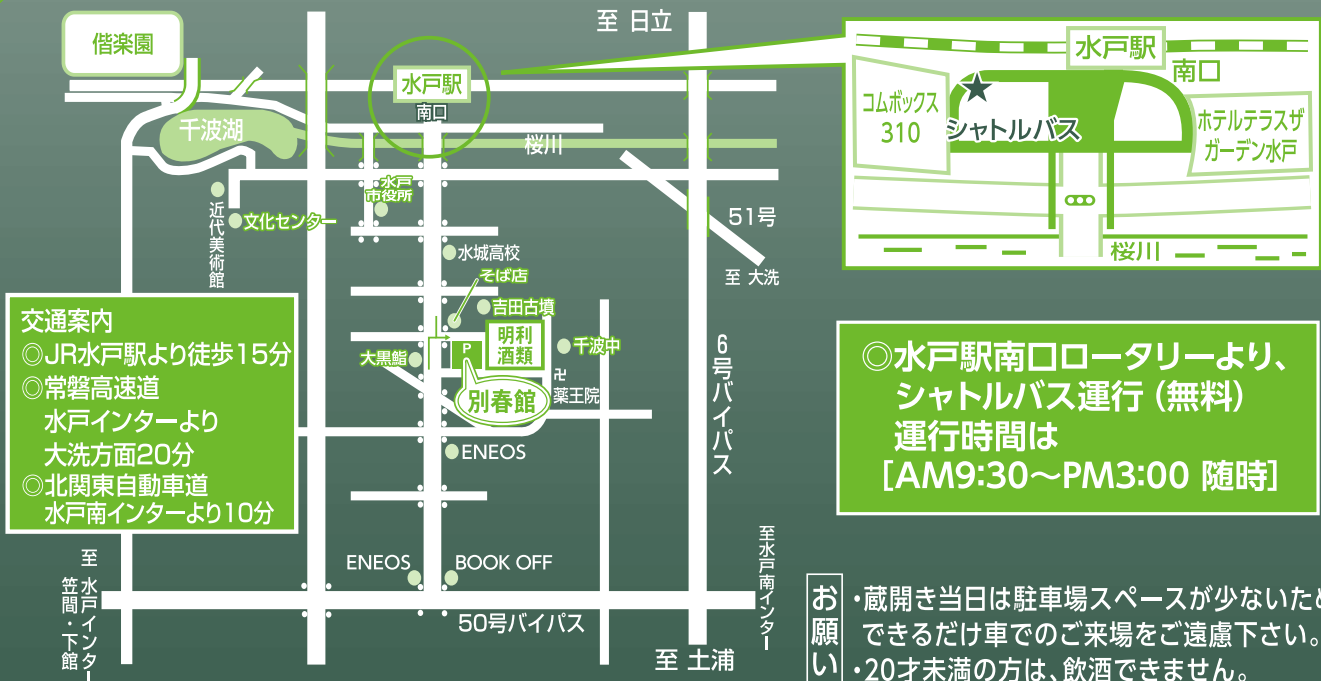 偕楽園
至 日立
水戸駅
南口
千波湖
桜川
水戸
市役所
近代美術館
文化センター
51号
至 大洗
水城高校
そば店
吉田古墳
明利
酒類
千波中
大黒鮨
P
別春館
卍
薬王院
6号バイパス
ENEOS
ENEOS
BOOK OFF
50号バイパス
至 土浦
至水戸南インター
至 水戸インター
笠間・下館
水戸駅
南口
コムボックス
310
シャトルバス
ホテルテラスザ
ガーデン水戸
桜川
交通案内
◎JR水戸駅より徒歩15分
◎常磐高速道
水戸インターより
大洗方面20分
◎北関東自動車道
水戸南インターより10分
◎水戸駅南口ロータリーより、
シャトルバス運行（無料）
運行時間は
［AM9:30〜PM3:00 随時］
お願い
・蔵開き当日は駐車場スペースが少ないため
できるだけ車でのご来場をご遠慮下さい。
・20才未満の方は、飲酒できません。